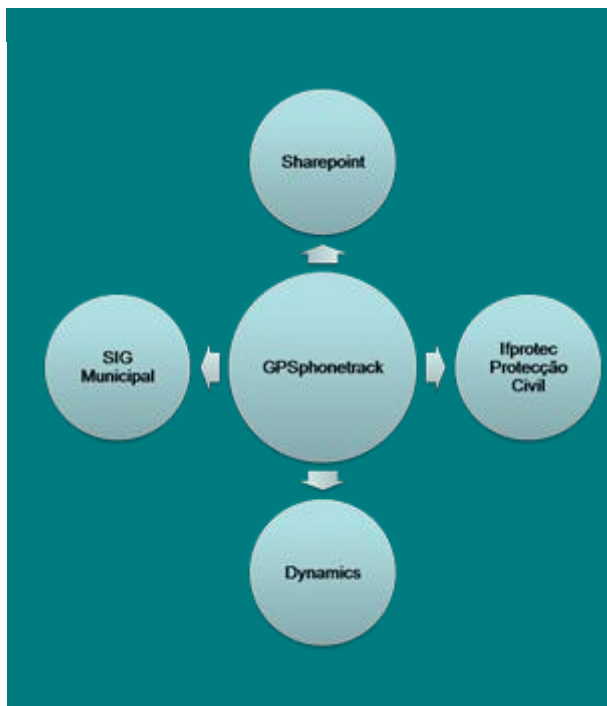 Sharepoint
SIG
Municipal
GPSphonetrack
Ifprotec
Protecção
Civil
Dynamics